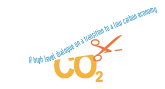 A high level dialogue on a transition to a low carbon economy
CO2